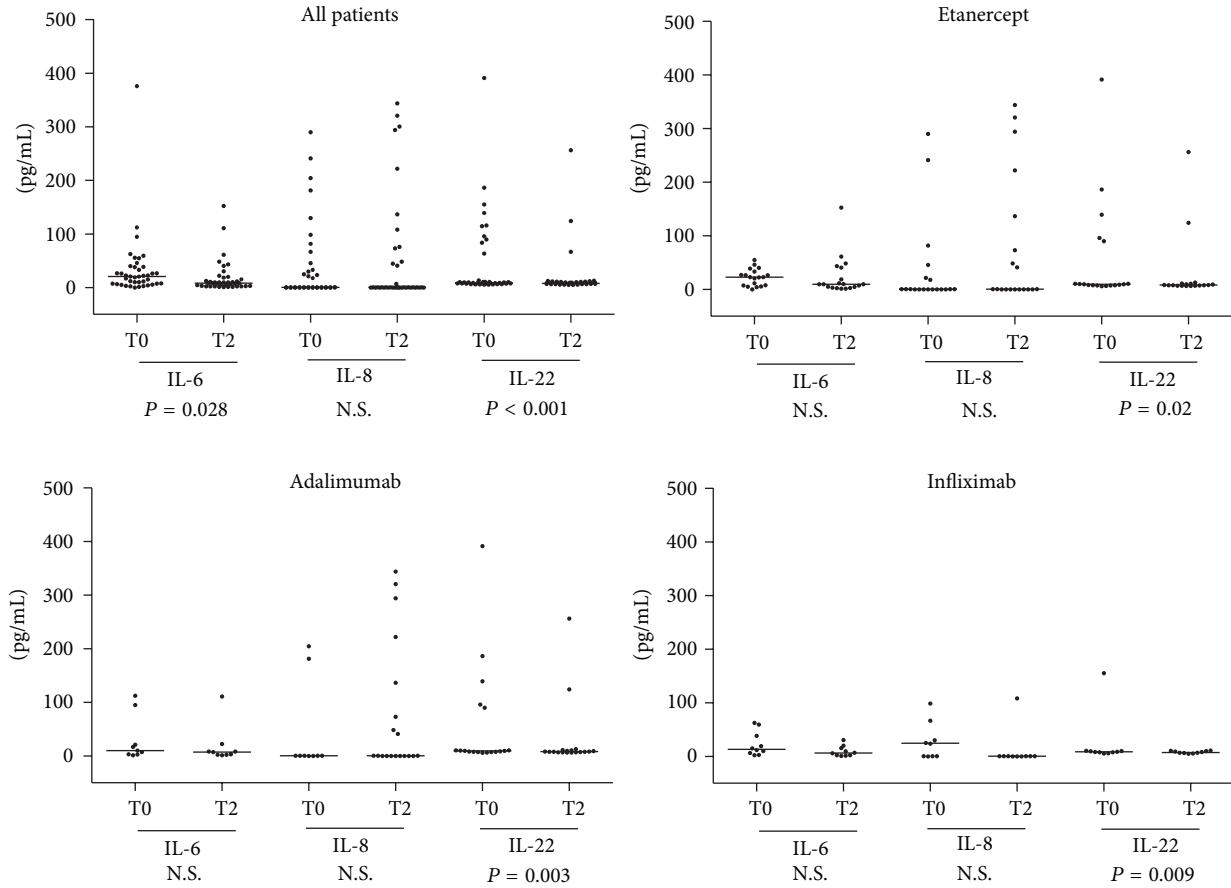 All patients
500
400
300
200
100
0
(pg/mL)
T0 T2 T0 T2 T0 T2
IL-6 IL-8 IL-22
P = 0.028 N.S. P < 0.001
Etanercept
500
400
300
200
100
0
(pg/mL)
T0 T2 T0 T2 T0 T2
IL-6 IL-8 IL-22
N.S. N.S. P = 0.02
Adalimumab
500
400
300
200
100
0
(pg/mL)
T0 T2 T0 T2 T0 T2
IL-6 IL-8 IL-22
N.S. N.S. P = 0.003
Infliximab
500
400
300
200
100
0
(pg/mL)
T0 T2 T0 T2 T0 T2
IL-6 IL-8 IL-22
N.S. N.S. P = 0.009